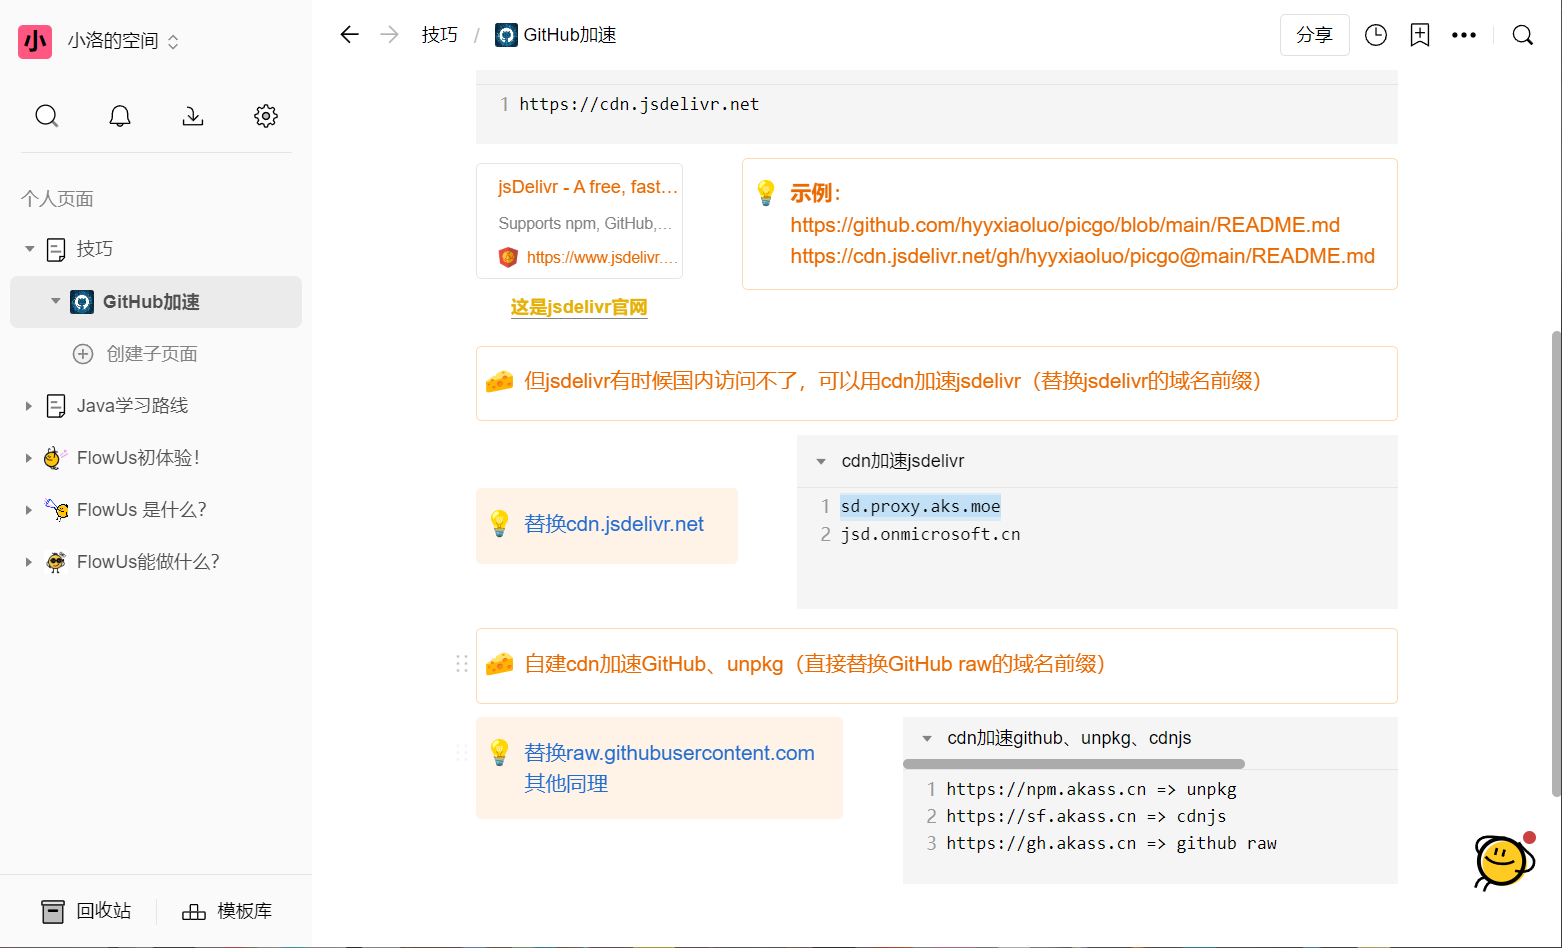 小 小洛的空间
个人页面
技巧
GitHub加速
创建子页面
Java学习路线
FlowUs初体验！
FlowUs 是什么？
FlowUs能做什么？
回收站
模板库
技巧 / GitHub加速
分享
1 https://cdn.jsdelivr.net
jsDelivr - A free, fast...
Supports npm, GitHub,...
https://www.jsdelivr....
这是jsdelivr官网
示例：
https://github.com/hyyxiaoluo/picgo/blob/main/README.md
https://cdn.jsdelivr.net/gh/hyyxiaoluo/picgo@main/README.md
但jsdelivr有时候国内访问不了，可以用cdn加速jsdelivr（替换jsdelivr的域名前缀）
替换cdn.jsdelivr.net
cdn加速jsdelivr
1 sd.proxy.aks.moe
2 jsd.onmicrosoft.cn
自建cdn加速GitHub、unpkg（直接替换GitHub raw的域名前缀）
替换raw.githubusercontent.com
其他同理
cdn加速github、unpkg、cdnjs
1 https://npm.akass.cn => unpkg
2 https://sf.akass.cn => cdnjs
3 https://gh.akass.cn => github raw